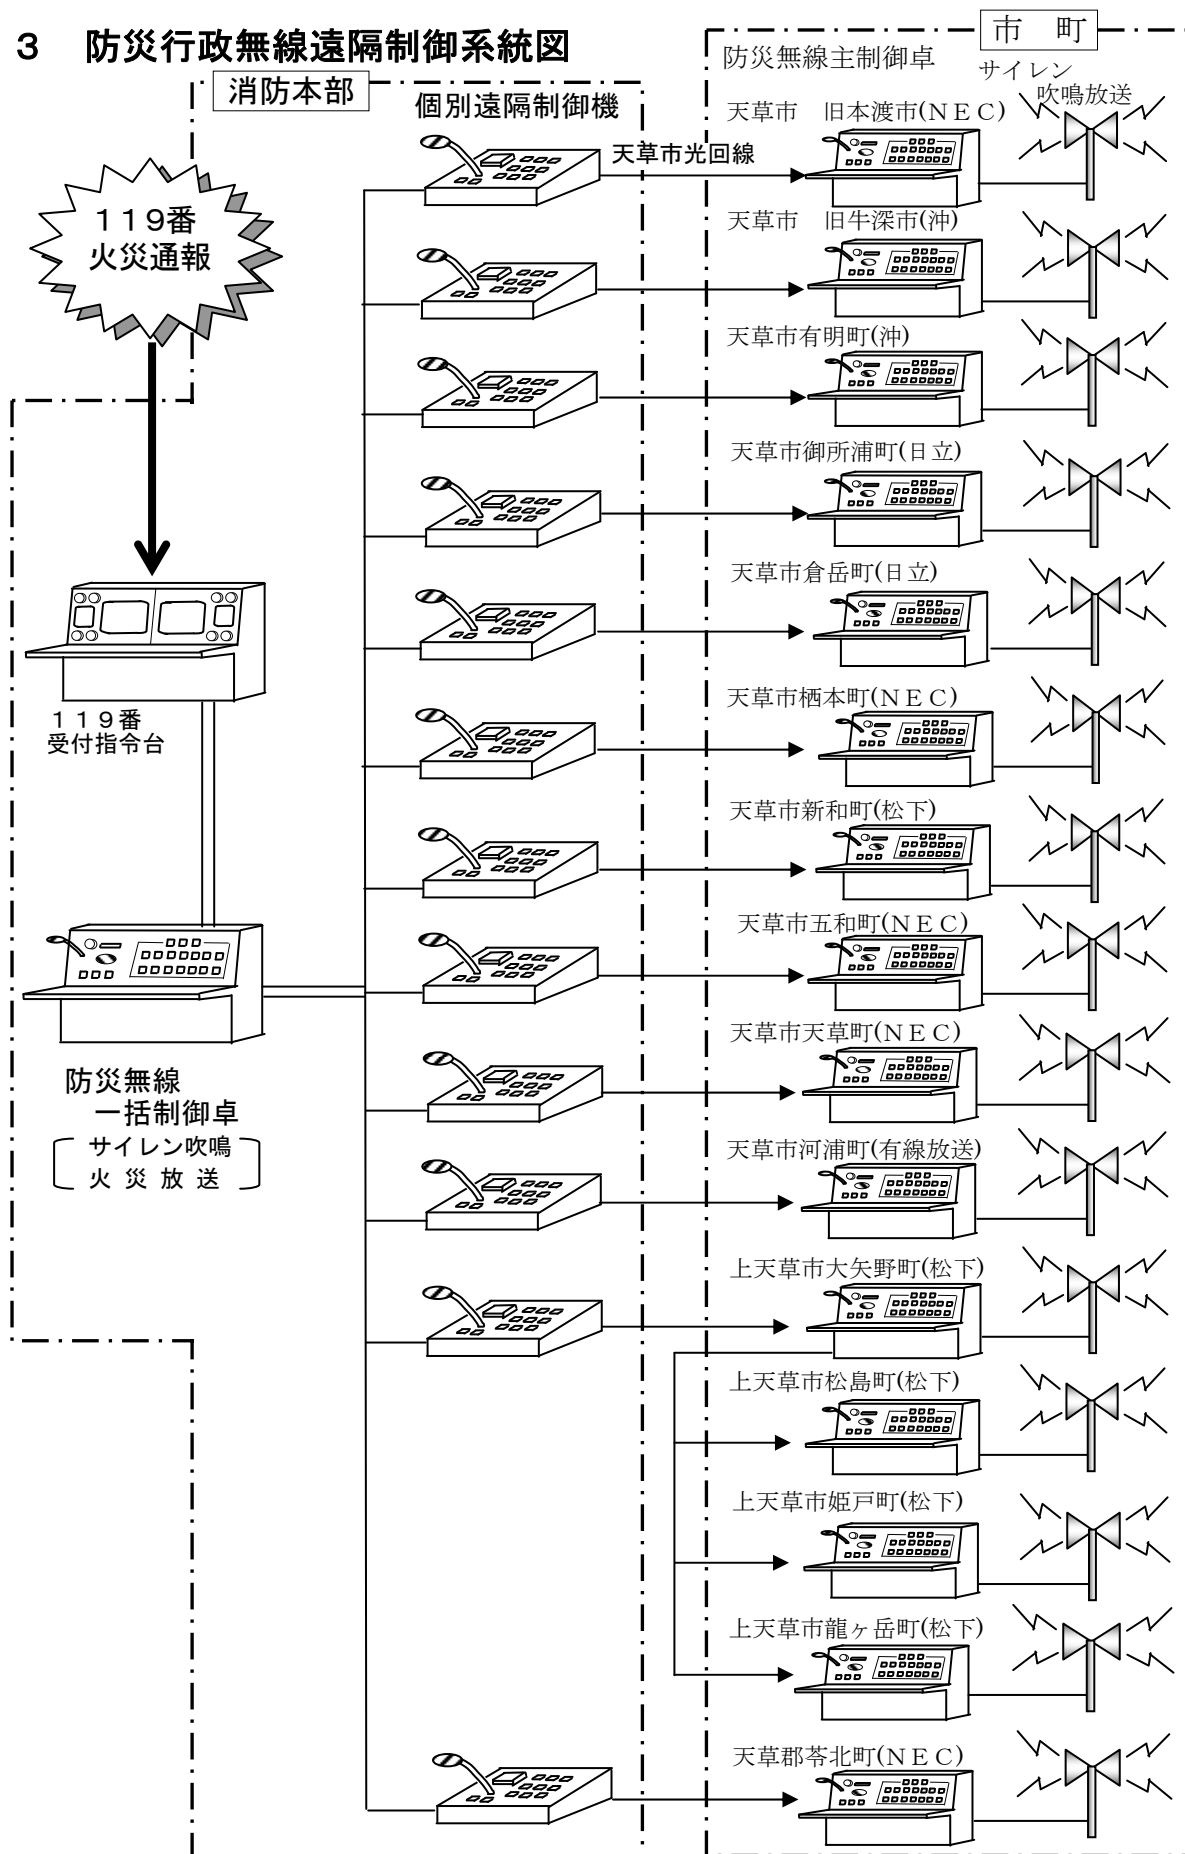 ３　防災行政無線遠隔制御系統図
市　町
消防本部
個別遠隔制御機
防災無線主制御卓
サイレン
吹鳴放送
天草市　旧本渡市(ＮＥＣ)
天草市光回線
１１９番
火災通報
天草市　旧牛深市(沖)
天草市有明町(沖)
天草市御所浦町(日立)
天草市倉岳町(日立)
天草市栖本町(ＮＥＣ)
１１９番
受付指令台
天草市新和町(松下)
天草市五和町(ＮＥＣ)
天草市天草町(ＮＥＣ)
防災無線
一括制御卓
サイレン吹鳴
火 災 放 送
天草市河浦町(有線放送)
上天草市大矢野町(松下)
上天草市松島町(松下)
上天草市姫戸町(松下)
上天草市龍ヶ岳町(松下)
天草郡苓北町(ＮＥＣ)